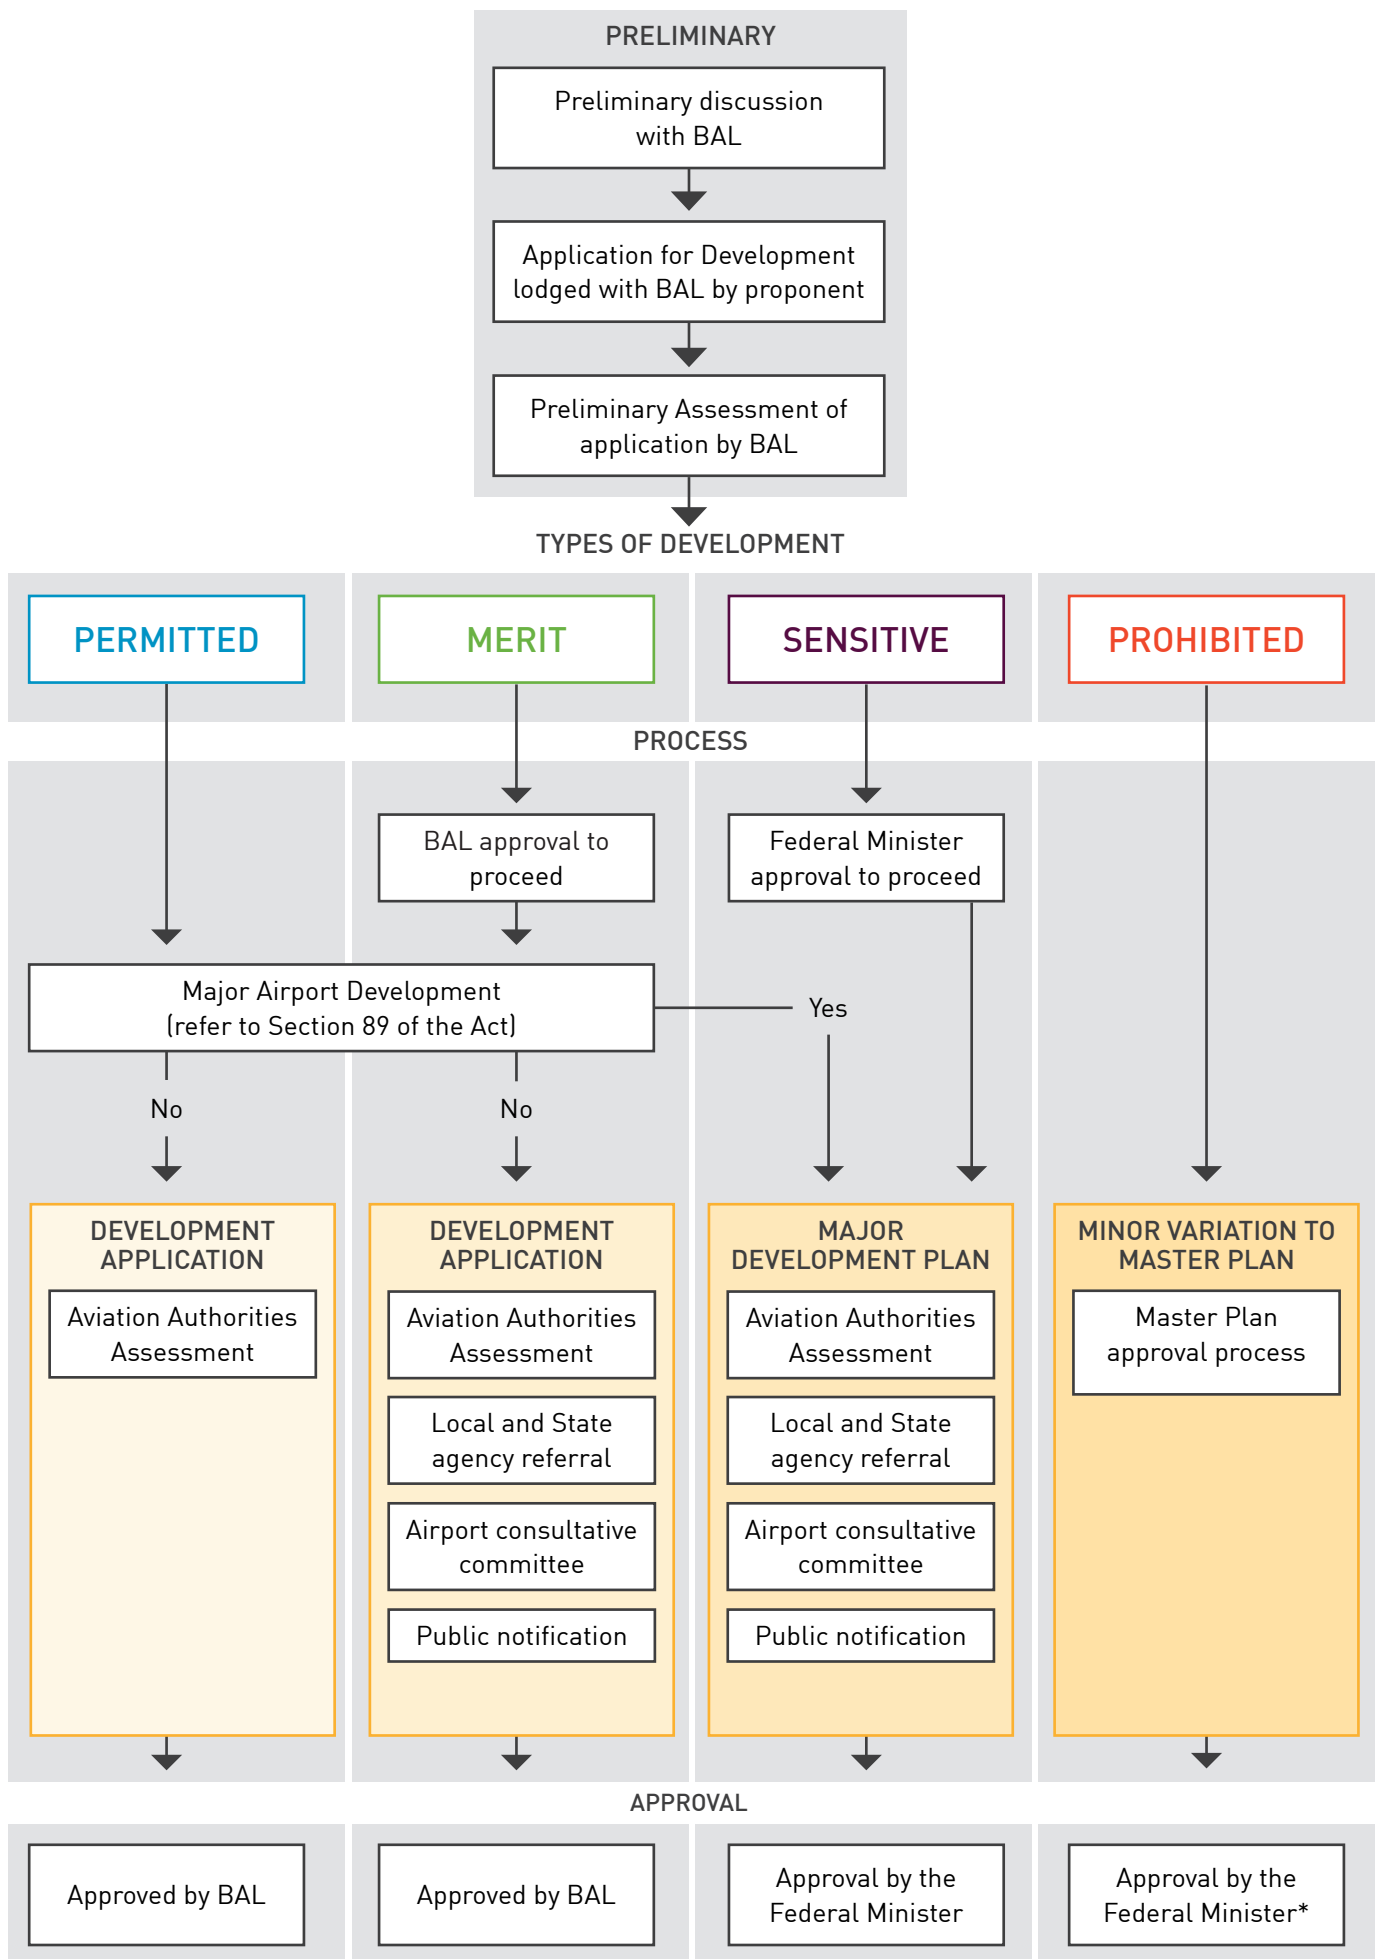 PRELIMINARY
Preliminary discussion
with BAL
Application for Development
lodged with BAL by proponent
Preliminary Assessment of
application by BAL
TYPES OF DEVELOPMENT
PERMITTED
MERIT
SENSITIVE
PROHIBITED
PROCESS
BAL approval to
proceed
Federal Minister
approval to proceed
Major Airport Development
(refer to Section 89 of the Act)
Yes
No
No
DEVELOPMENT
APPLICATION
Aviation Authorities
Assessment
DEVELOPMENT
APPLICATION
Aviation Authorities
Assessment
Local and State
agency referral
Airport consultative
committee
Public notification
MAJOR
DEVELOPMENT PLAN
Aviation Authorities
Assessment
Local and State
agency referral
Airport consultative
committee
Public notification
MINOR VARIATION TO
MASTER PLAN
Master Plan
approval process
APPROVAL
Approved by BAL
Approved by BAL
Approval by the
Federal Minister
Approval by the
Federal Minister*